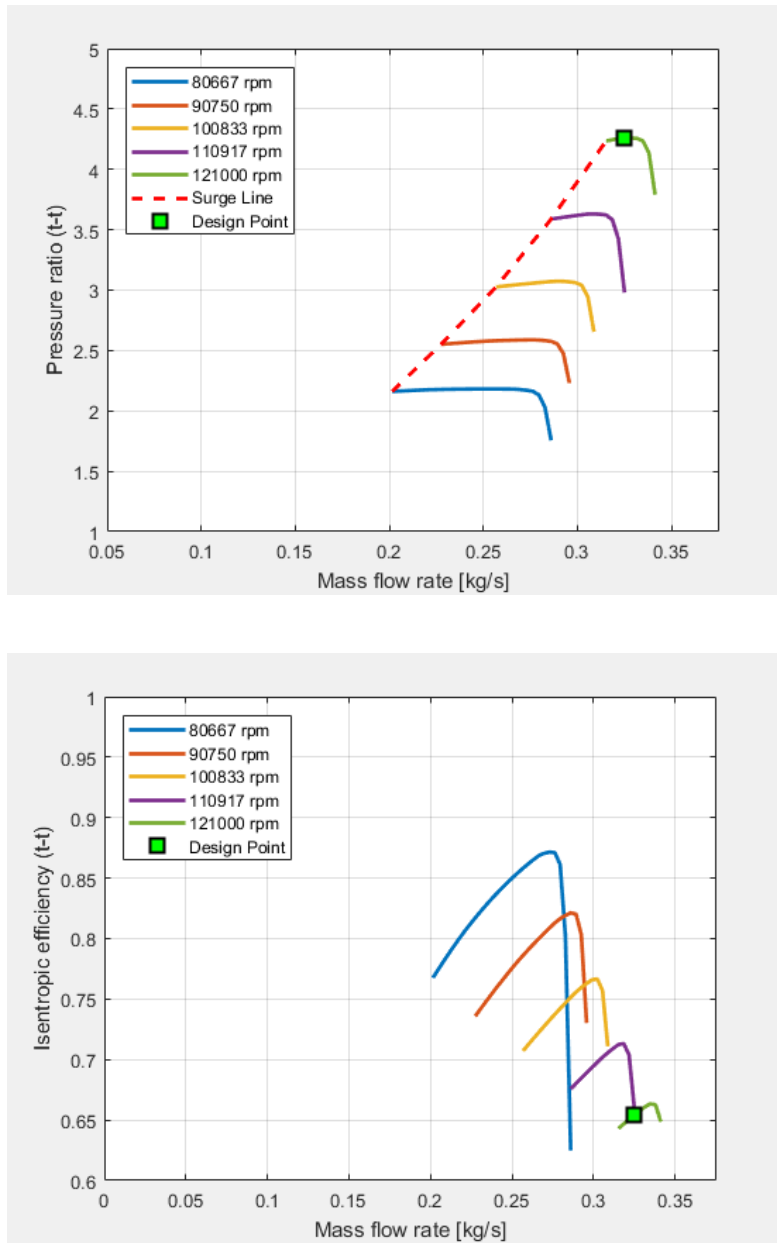 5
4.5
4
3.5
3
2.5
2
1.5
1
Pressure ratio (t-t)
80667 rpm
90750 rpm
100833 rpm
110917 rpm
121000 rpm
Surge Line
Design Point
0.05 0.1 0.15 0.2 0.25 0.3 0.35
Mass flow rate [kg/s]
1
0.95
0.9
0.85
0.8
0.75
0.7
0.65
0.6
Isentropic efficiency (t-t)
80667 rpm
90750 rpm
100833 rpm
110917 rpm
121000 rpm
Design Point
0 0.05 0.1 0.15 0.2 0.25 0.3 0.35
Mass flow rate [kg/s]